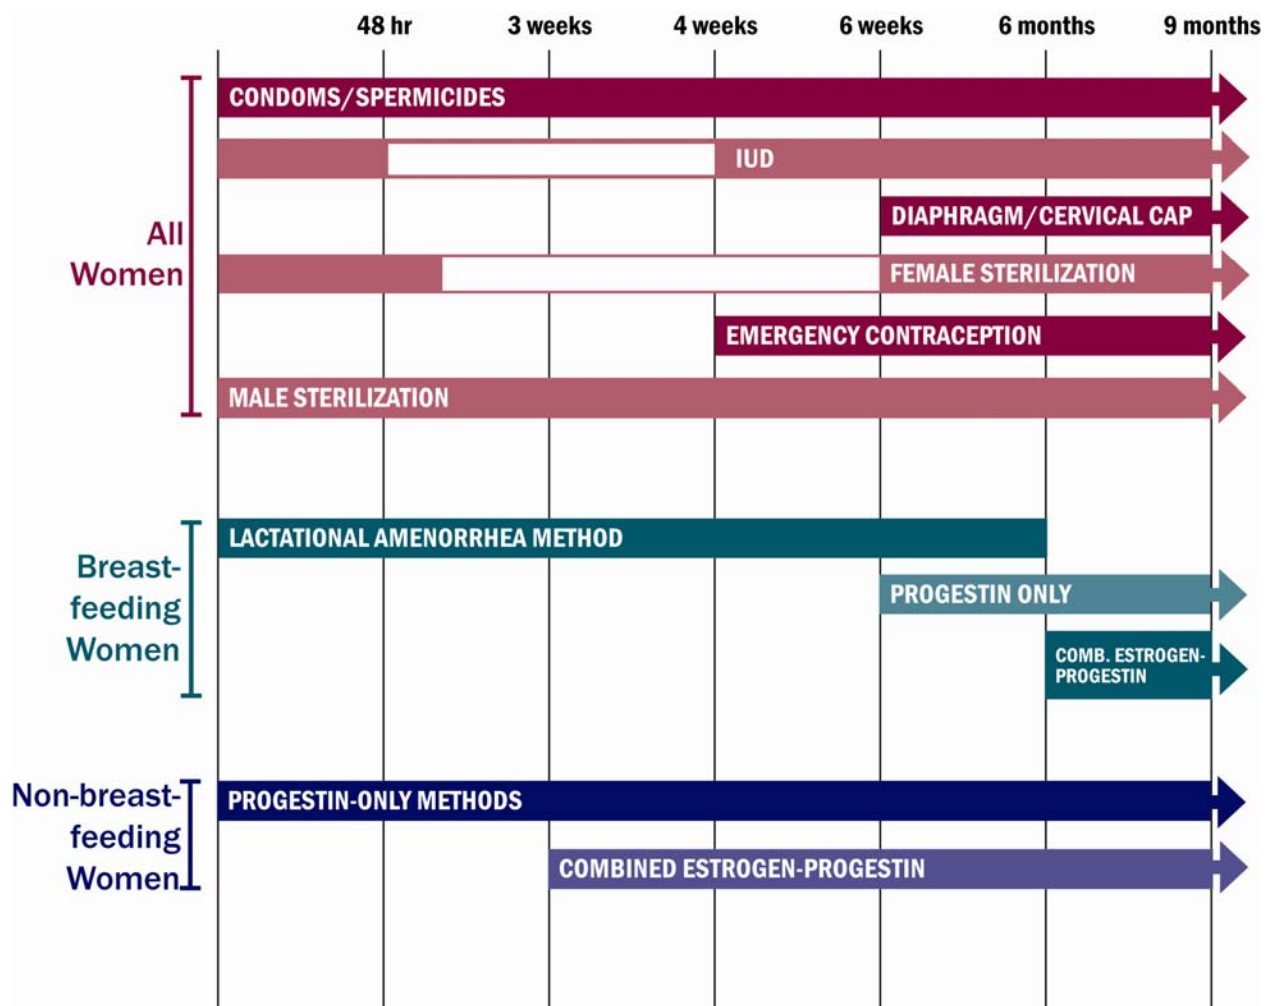 48 hr 3 weeks 4 weeks 6 weeks 6 months 9 months
CONDOMS/SPERMICIDES
IUD
DIAPHRAGM/CERVICAL CAP
All
Women
FEMALE STERILIZATION
EMERGENCY CONTRACEPTION
MALE STERILIZATION
LACTATIONAL AMENORRHEA METHOD
Breast-
feeding
Women
PROGESTIN ONLY
COMB. ESTROGEN-
PROGESTIN
Non-breast-
feeding
Women
PROGESTIN-ONLY METHODS
COMBINED ESTROGEN-PROGESTIN